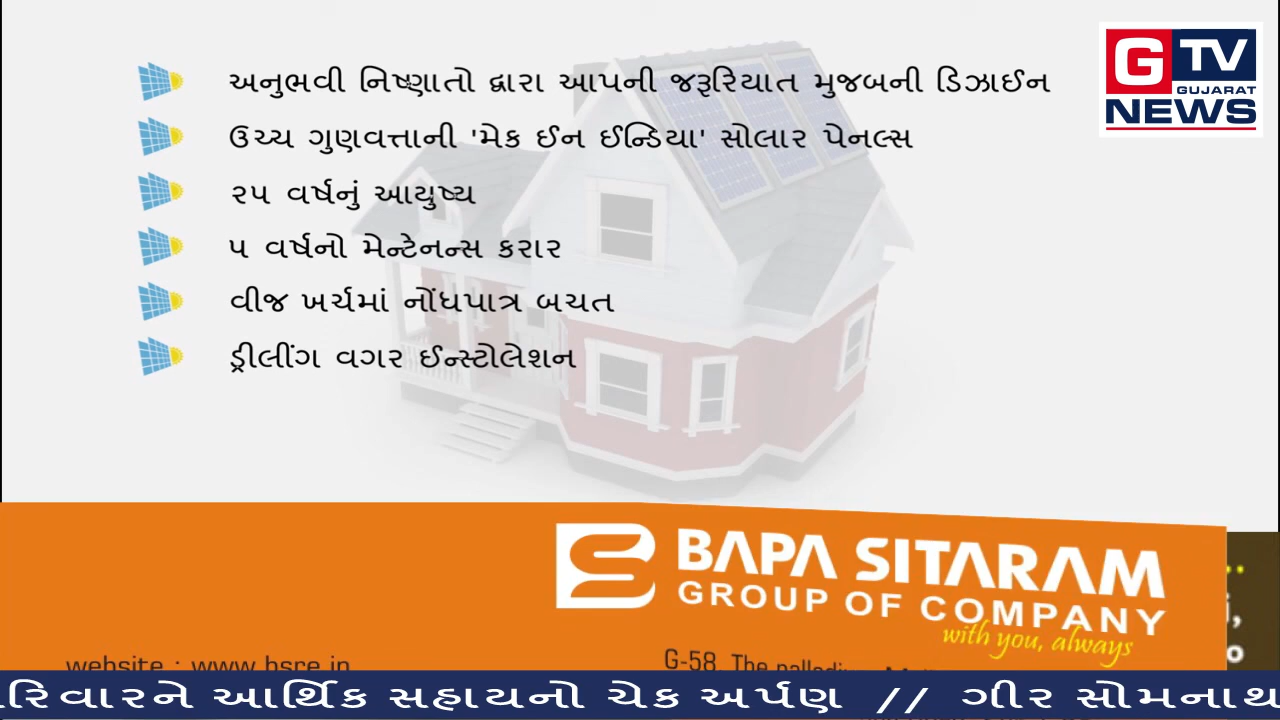 અનુભવી નિષ્ણાતો દ્વારા આપની જરૂરિયાત મુજબની ડિઝાઈન
ઉચ્ચ ગુણવત્તાની 'મેક ઈન ઈન્ડિયા' સોલાર પેનલ્સ
૨૫ વર્ષનું આયુષ્ય
૫ વર્ષનો મેન્ટેનન્સ કરાર
વીજ ખર્ચમાં નોંધપાત્ર બચત
ડ્રીલીંગ વગર ઈન્સ્ટોલેશન
G TV
GUJARAT
NEWS
BAPA SITARAM
GROUP OF COMPANY
with you, always
website : www.bsre.in
G-58, The
આર્થિક સહાયનો ચેક અર્પણ // ગીર સોમનાથ